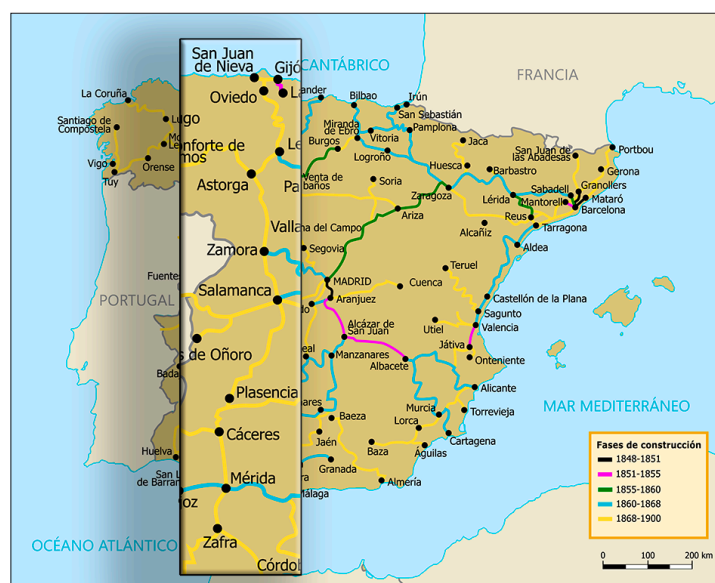 CANTÁBRICO
FRANCIA
San Juan
de Nieva
Gijó
Oviedo
La Coruña
Lugo
Santiago de
Compostela
onforte de
mos
Vigo
Orense
Tuy
Astorga
Le
Pa
Zamora
Vall
Salamanca
s de Oñoro
Plasencia
Cáceres
Mérida
oz
Zafra
Córdo
ander
Bilbao
Irún
San Sebastián
Miranda
de Ebro
Vitoria
Pamplona
Burgos
Logroño
Jaca
Huesca
Barbastro
San Juan de
las Abadesas
Portbou
Gerona
Granollers
Sabadell
Mataró
Mantorell
Barcelona
Venta de
baños
Soria
Zaragoza
Lérida
Reus
Tarragona
Ariza
Alcañiz
Aldea
na del Campo
Segovia
Teruel
MADRID
Cuenca
Aranjuez
do
Castellón de la Plana
Sagunto
Valencia
Utiel
Alcázar de
San Juan
Játiva
Onteniente
eal
Manzanares
Albacete
Alicante
nares
Baeza
Murcia
Torrevieja
Lorca
Cartagena
Jaén
Baza
Águilas
Granada
ra
Málaga
Almería
Fuentes
PORTUGAL
Bada
Huelva
San L
de Barran
OCÉANO ATLÁNTICO
MAR MEDITERRÁNEO
Fases de construcción
1848-1851
1851-1855
1855-1860
1860-1868
1868-1900
0 100 200 km